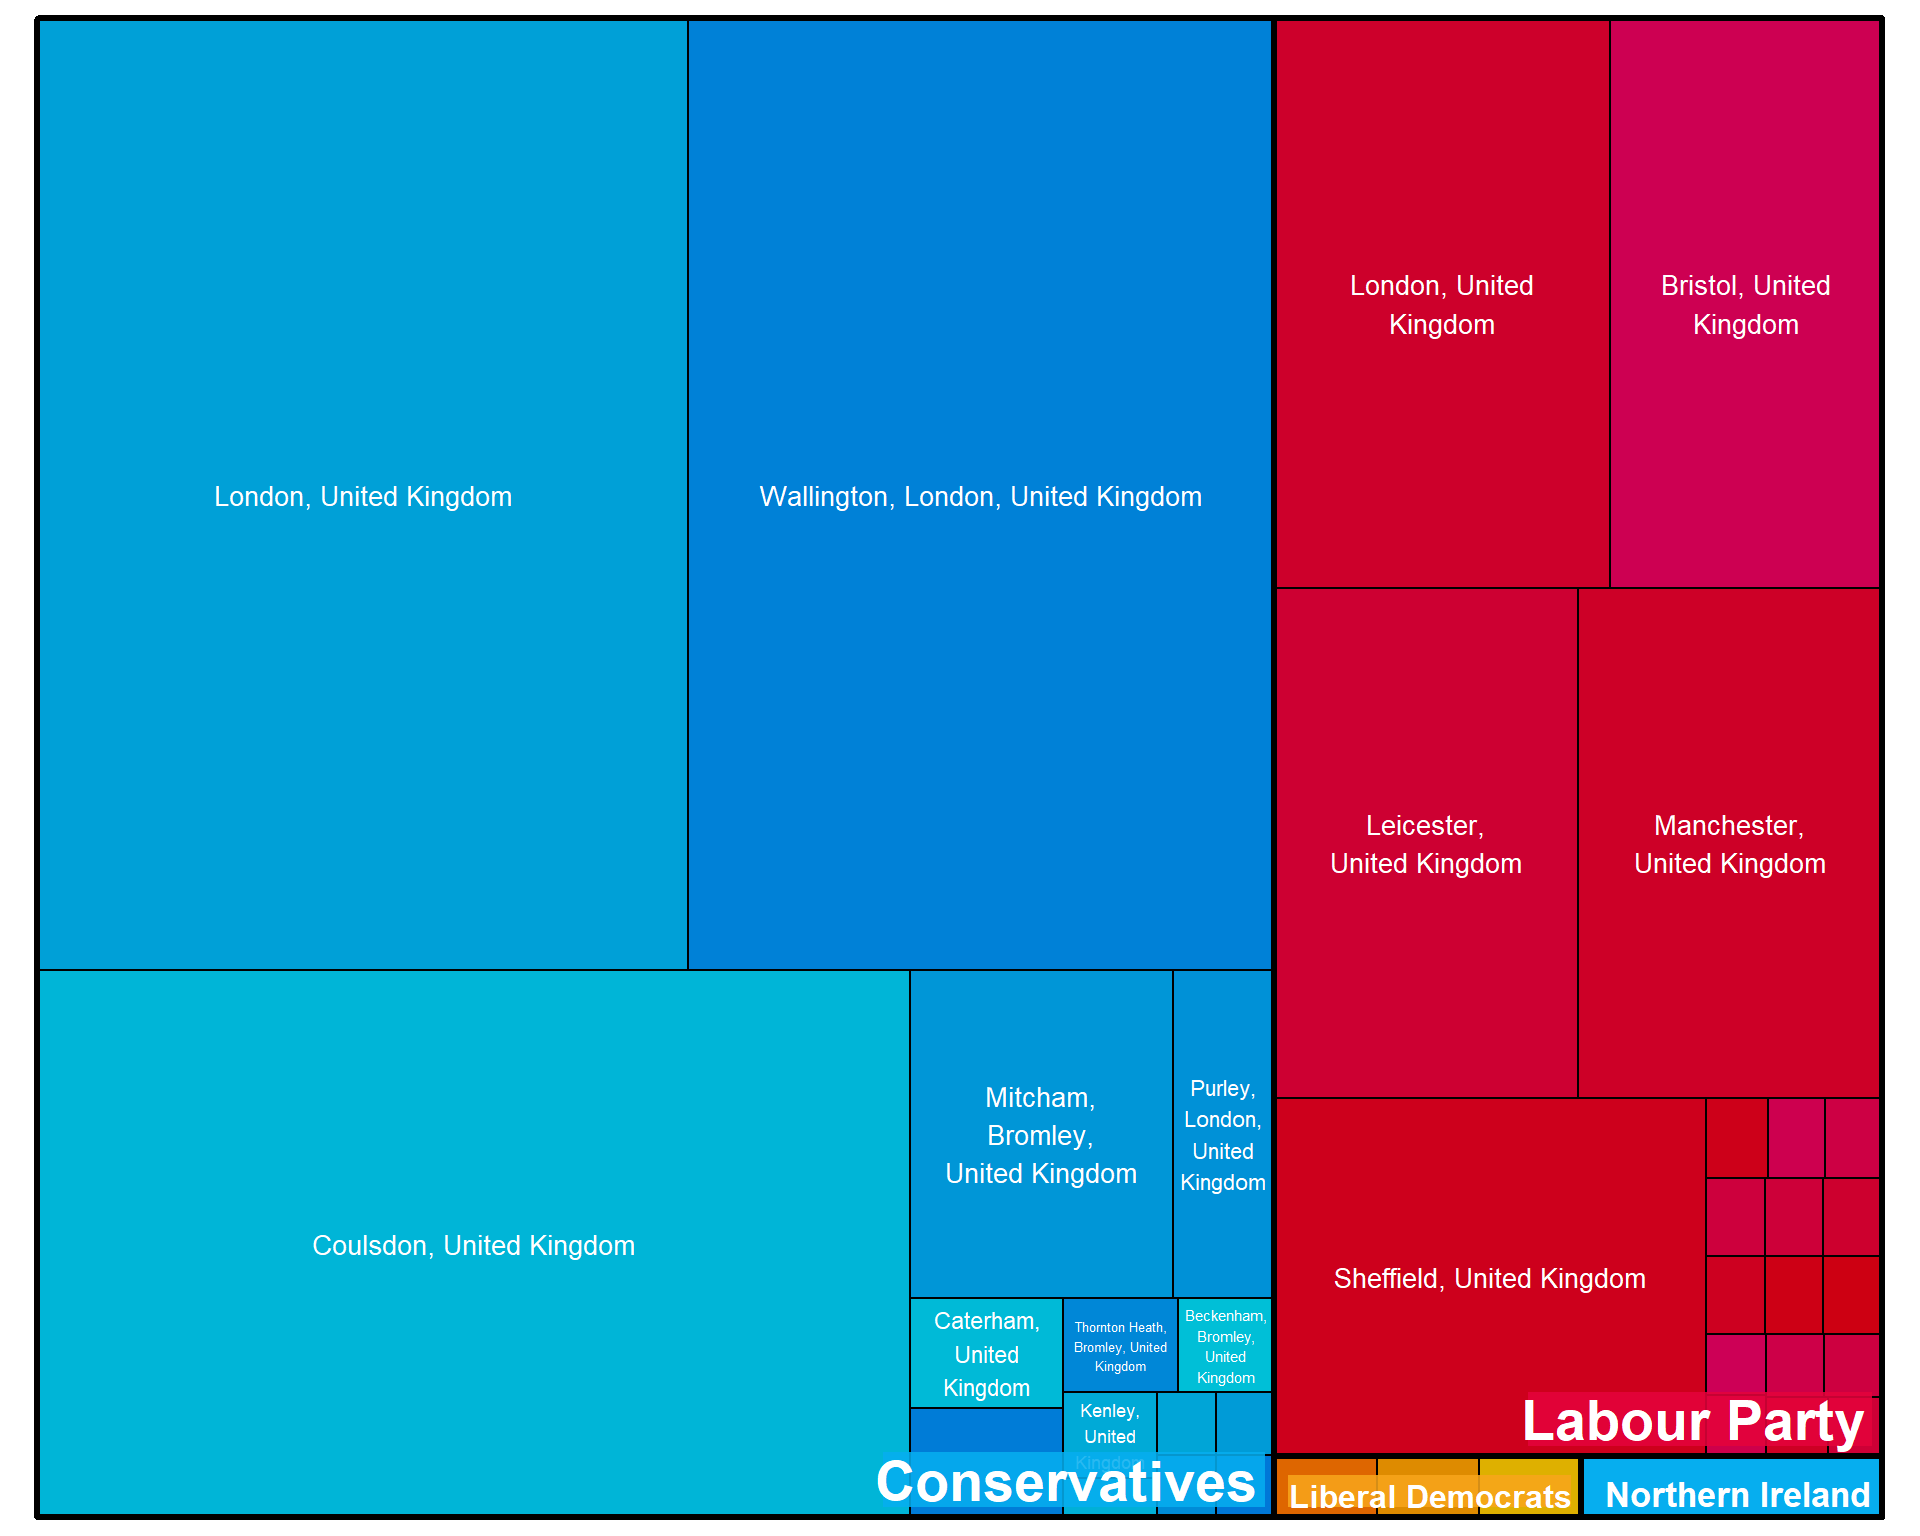 London, United Kingdom
Wallington, London, United Kingdom
Coulsdon, United Kingdom
Mitcham,
Bromley,
United Kingdom
Purley,
London,
United
Kingdom
Caterham,
United
Kingdom
Thornton Heath,
Bromley, United
Kingdom
Beckenham,
Bromley,
United
Kingdom
Kenley,
United
Kingdom
Conservatives
London, United
Kingdom
Bristol, United
Kingdom
Leicester,
United Kingdom
Manchester,
United Kingdom
Sheffield, United Kingdom
Labour Party
Liberal Democrats
Northern Ireland